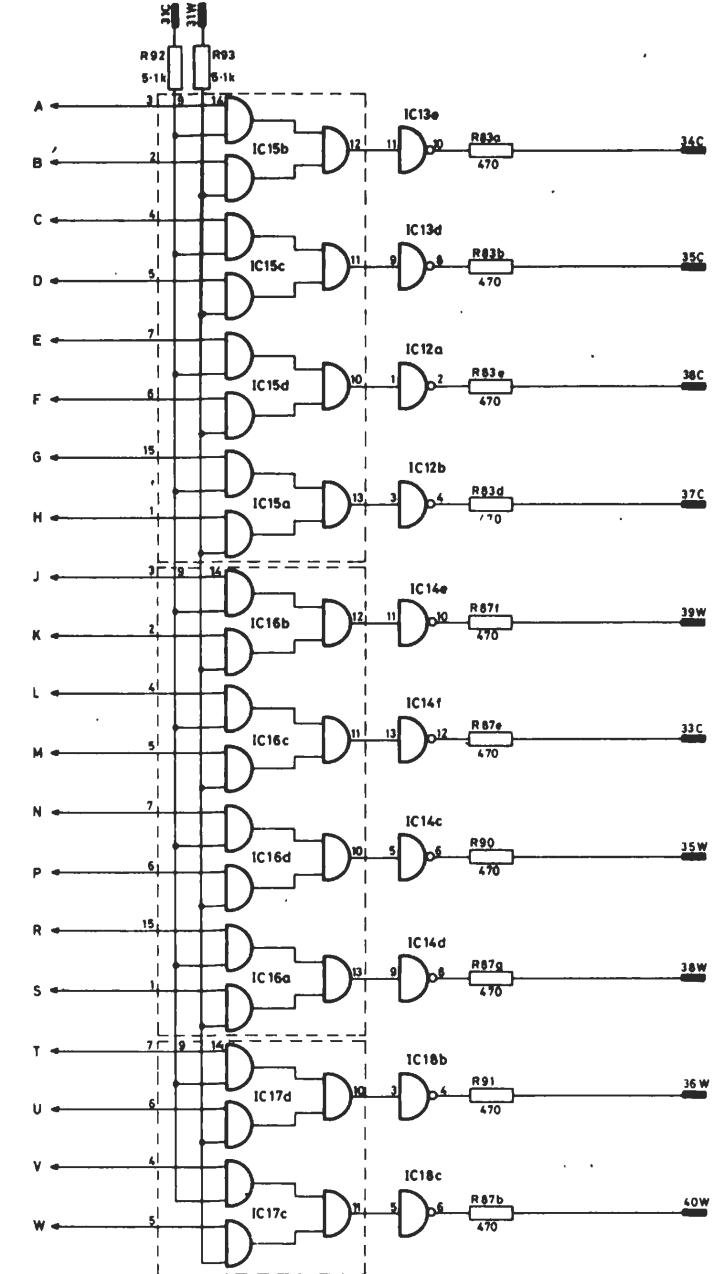 31C 31W
R92 R93
5·1k 5·1k
A 3 9 14 IC15b 12 11 IC13e 10 R83a 470 34C
B 2
C 4 IC15c 11 9 IC13d 8 R83b 470 35C
D 5
E 7 IC15d 10 1 IC12a 2 R83e 470 38C
F 6
G 15 IC15a 13 3 IC12b 4 R83d 37C
H 1
J 3 9 14 IC16b 12 11 IC14e 10 R87f 470 39W
K 2
L 4 IC16c 11 13 IC14f 12 R87e 470 33C
M 5
N 7 IC16d 10 5 IC14c 6 R90 470 35W
P 6
R 15 IC16a 13 9 IC14d 8 R87g 470 38W
S 1
T 7 9 14 IC17d 10 3 IC18b 4 R91 470 36W
U 6
V 4 IC17c 11 5 IC18c 6 R87b 470 40W
W 5